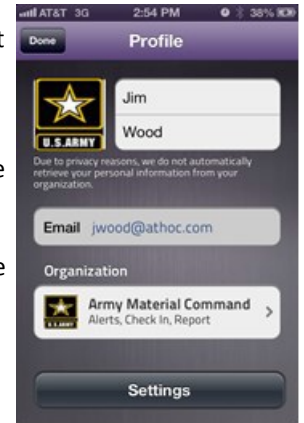 AT&T 3G 2:54 PM 38%
Done Profile
Jim
Wood
U.S.ARMY
Due to privacy reasons, we do not automatically
retrieve your personal information from your
organization.
Email jwood@athoc.com
Organization
Army Material Command
Alerts, Check In, Report
U.S.ARMY
Settings